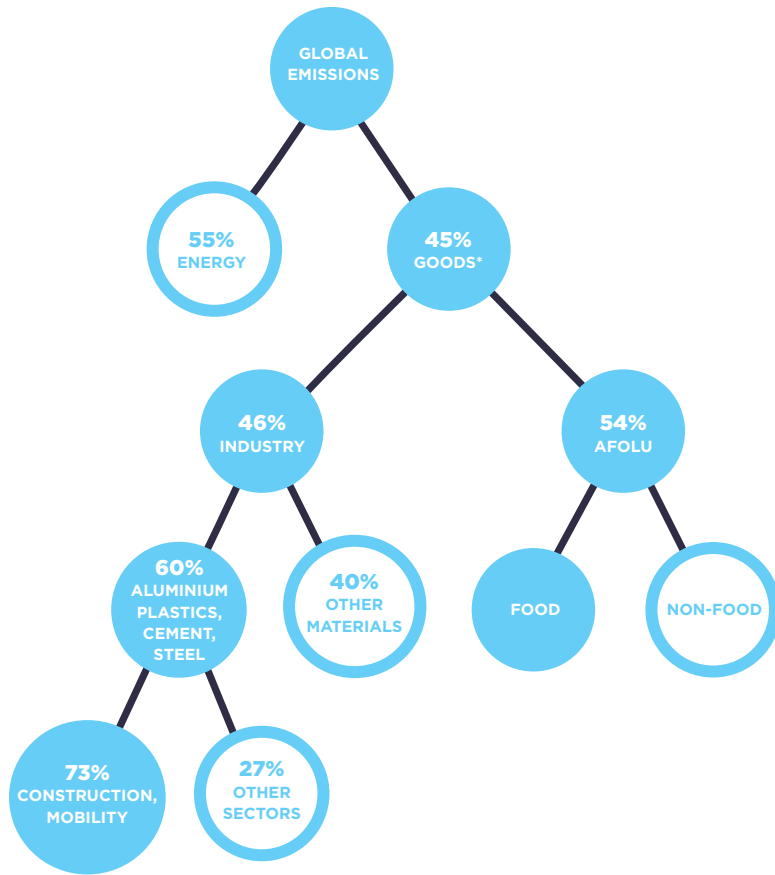 GLOBAL
EMISSIONS
55%
ENERGY
45%
GOODS*
46%
INDUSTRY
54%
AFOLU
60%
ALUMINIUM
PLASTICS,
CEMENT,
STEEL
40%
OTHER
MATERIALS
FOOD
NON-FOOD
73%
CONSTRUCTION,
MOBILITY
27%
OTHER
SECTORS